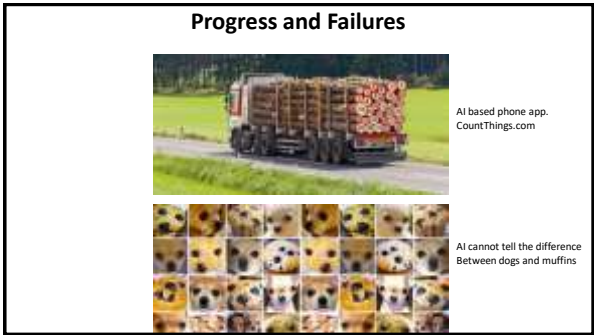 Progress and Failures
AI based phone app.
CountThings.com
AI cannot tell the difference
Between dogs and muffins